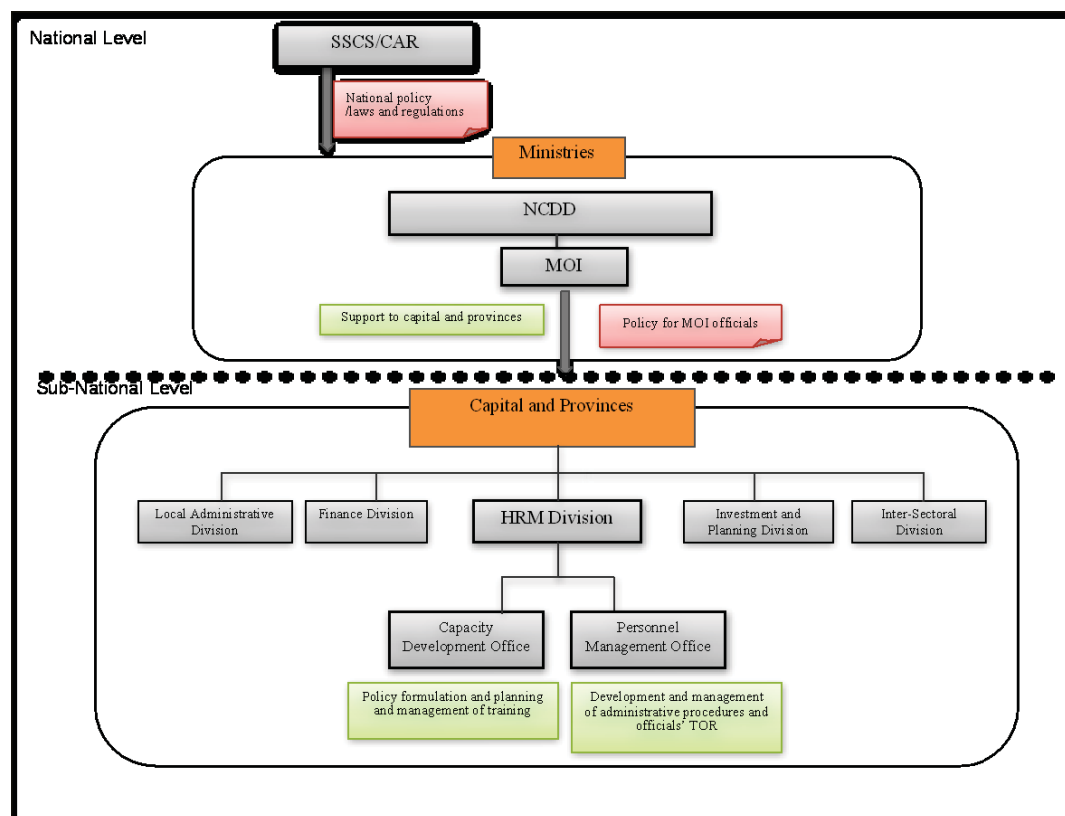 National Level
SSCS/CAR
National policy
/laws and regulations
Ministries
NCDD
MOI
Support to capital and provinces
Policy for MOI officials
Sub-National Level
Capital and Provinces
Local Administrative
Division
Finance Division
HRM Division
Investment and
Planning Division
Inter-Sectoral
Division
Capacity
Development Office
Personnel
Management Office
Policy formulation and planning
and management of training
Development and management
of administrative procedures and
officials' TOR